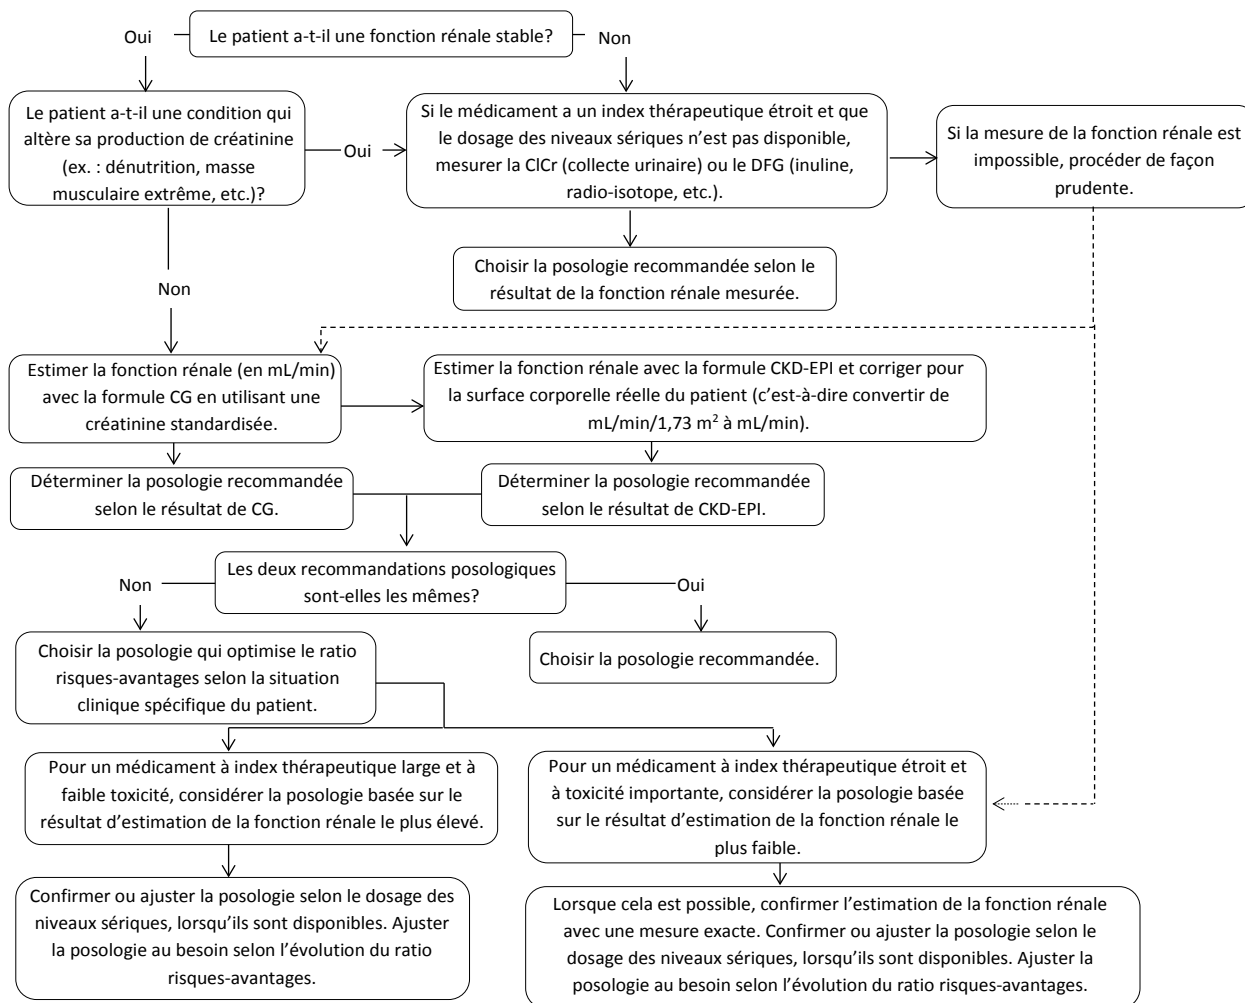 Oui
Le patient a-t-il une fonction rénale stable?
Non
Le patient a-t-il une condition qui
altère sa production de créatinine
(ex. : dénutrition, masse
musculaire extrême, etc.)?
Oui
Si le médicament a un index thérapeutique étroit et que
le dosage des niveaux sériques n'est pas disponible,
mesurer la ClCr (collecte urinaire) ou le DFG (inuline,
radio-isotope, etc.).
Si la mesure de la fonction rénale est
impossible, procéder de façon
prudente.
Choisir la posologie recommandée selon le
résultat de la fonction rénale mesurée.
Non
Estimer la fonction rénale (en mL/min)
avec la formule CG en utilisant une
créatinine standardisée.
Estimer la fonction rénale avec la formule CKD-EPI et corriger pour
la surface corporelle réelle du patient (c'est-à-dire convertir de
mL/min/1,73 m² à mL/min).
Déterminer la posologie recommandée
selon le résultat de CG.
Déterminer la posologie recommandée
selon le résultat de CKD-EPI.
Non
Les deux recommandations posologiques
sont-elles les mêmes?
Oui
Choisir la posologie qui optimise le ratio
risques-avantages selon la situation
clinique spécifique du patient.
Choisir la posologie recommandée.
Pour un médicament à index thérapeutique large et à
faible toxicité, considérer la posologie basée sur le
résultat d'estimation de la fonction rénale le plus élevé.
Pour un médicament à index thérapeutique étroit et
à toxicité importante, considérer la posologie basée
sur le résultat d'estimation de la fonction rénale le
plus faible.
Confirmer ou ajuster la posologie selon le dosage des
niveaux sériques, lorsqu'ils sont disponibles. Ajuster
la posologie au besoin selon l'évolution du ratio
risques-avantages.
Lorsque cela est possible, confirmer l'estimation de la fonction rénale
avec une mesure exacte. Confirmer ou ajuster la posologie selon le
dosage des niveaux sériques, lorsqu'ils sont disponibles. Ajuster la
posologie au besoin selon l'évolution du ratio risques-avantages.